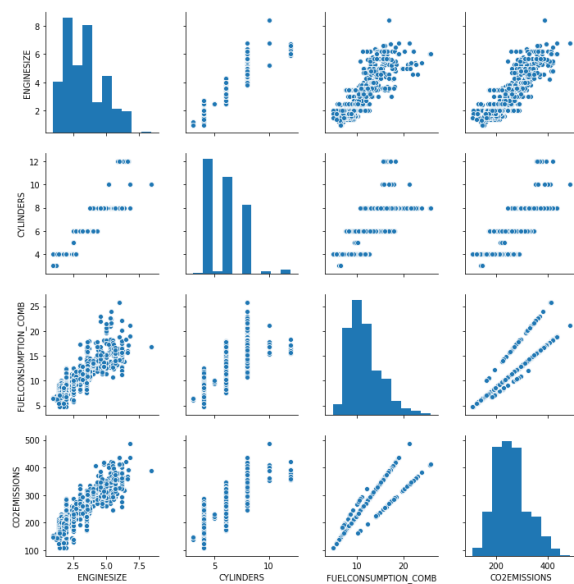 ENGINESIZE
8
6
4
2
CYLINDERS
12
10
8
6
4
FUELCONSUMPTION_COMB
25
20
15
10
5
CO2EMISSIONS
500
400
300
200
100
2.5 5.0 7.5
5 10
10 20
200 400
ENGINESIZE
CYLINDERS
FUELCONSUMPTION_COMB
CO2EMISSIONS